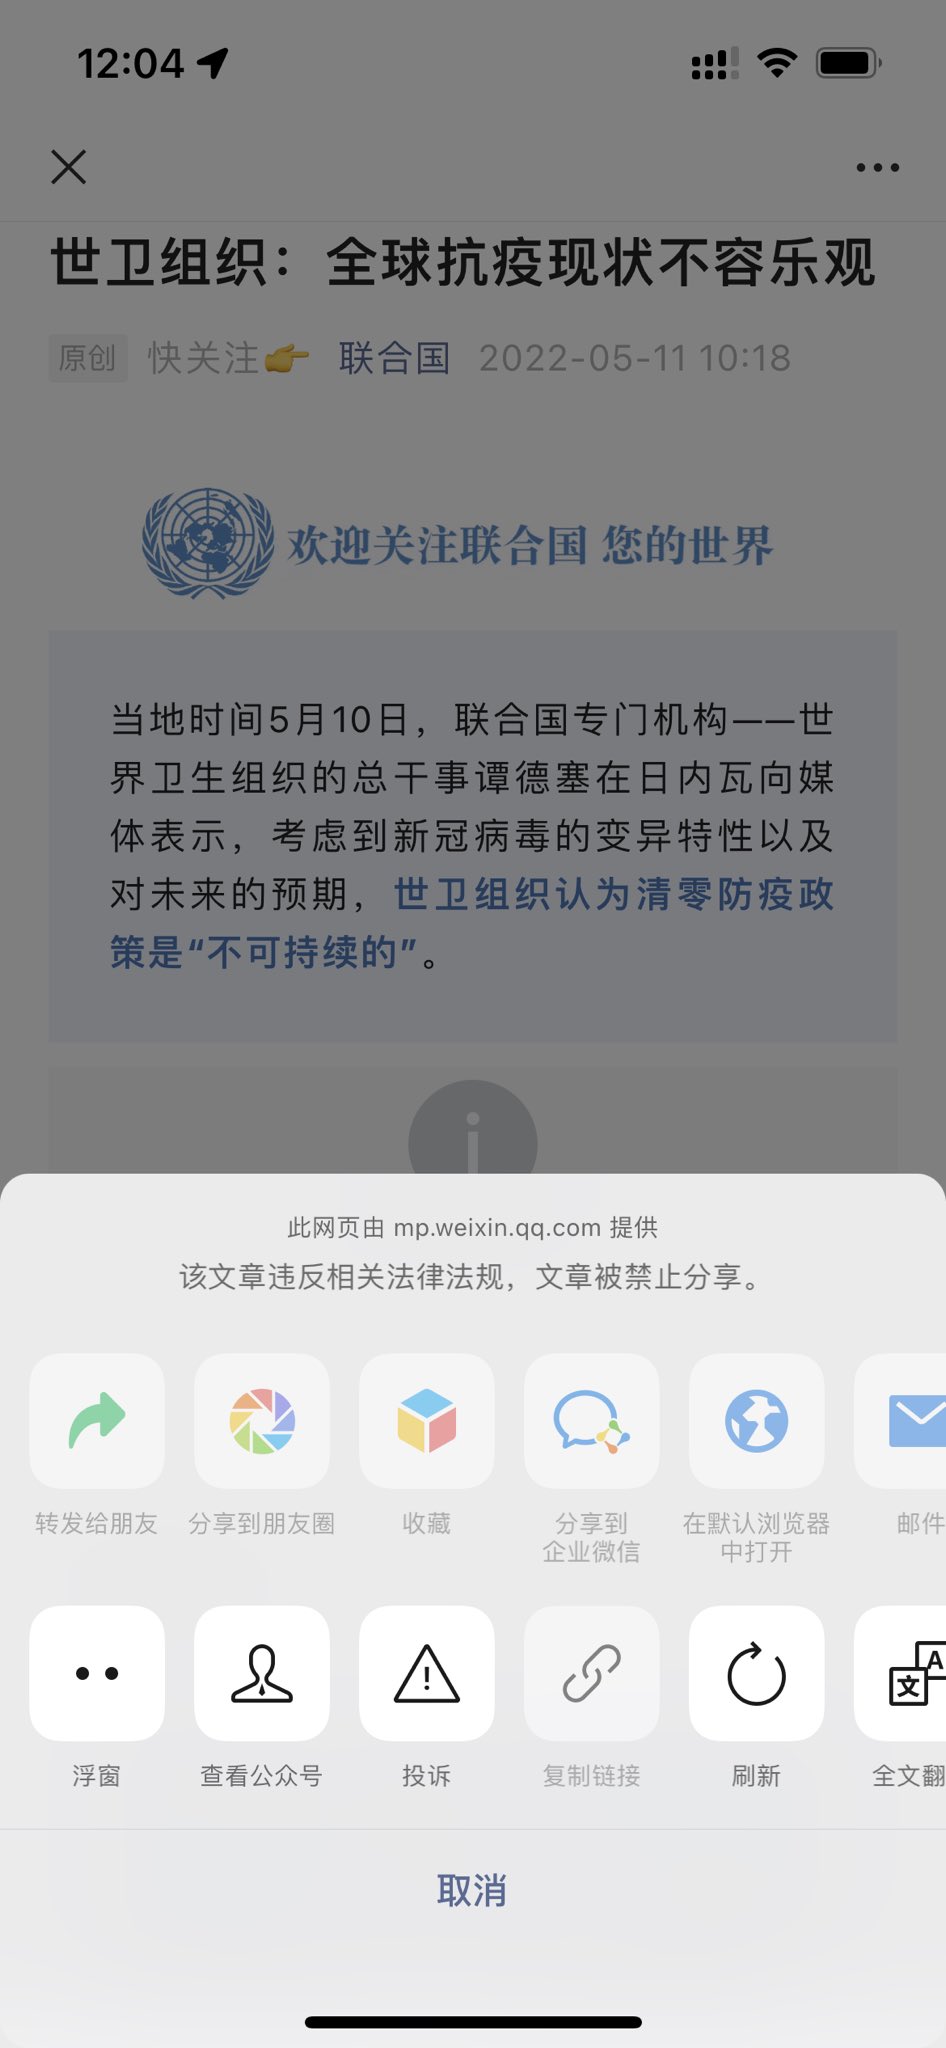 12:04
世卫组织：全球抗疫现状不容乐观
原创 快关注👉 联合国 2022-05-11 10:18
欢迎关注联合国 您的世界
当地时间5月10日，联合国专门机构——世
界卫生组织的总干事谭德塞在日内瓦向媒
体表示，考虑到新冠病毒的变异特性以及
对未来的预期，世卫组织认为清零防疫政
策是“不可持续的”。
此网页由 mp.weixin.qq.com 提供
该文章违反相关法律法规，文章被禁止分享。
转发给朋友
分享到朋友圈
收藏
分享到
企业微信
在默认浏览器
中打开
邮件
浮窗
查看公众号
投诉
复制链接
刷新
全文翻
取消